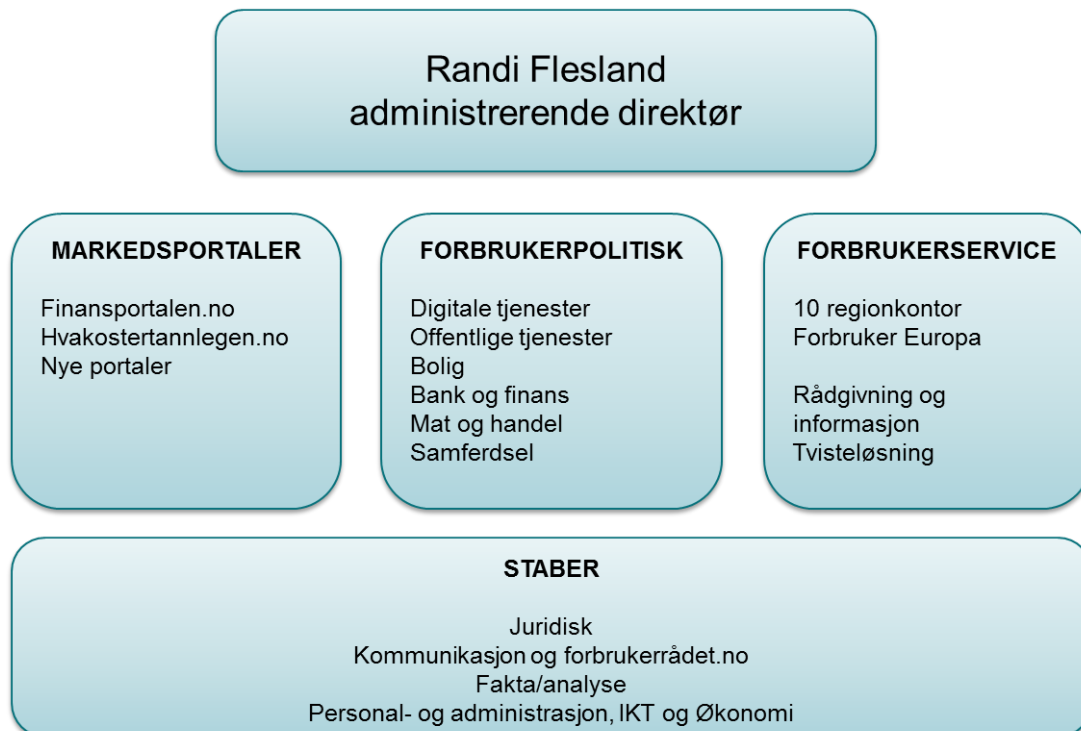 Randi Flesland
administrerende direktør
MARKEDSPORTALER
Finansportalen.no
Hvakostertannlegen.no
Nye portaler
FORBRUKERPOLITISK
Digitale tjenester
Offentlige tjenester
Bolig
Bank og finans
Mat og handel
Samferdsel
FORBRUKERSERVICE
10 regionkontor
Forbruker Europa
Rådgivning og
informasjon
Tvisteløsning
STABER
Juridisk
Kommunikasjon og forbrukerrådet.no
Fakta/analyse
Personal- og administrasjon, IKT og Økonomi